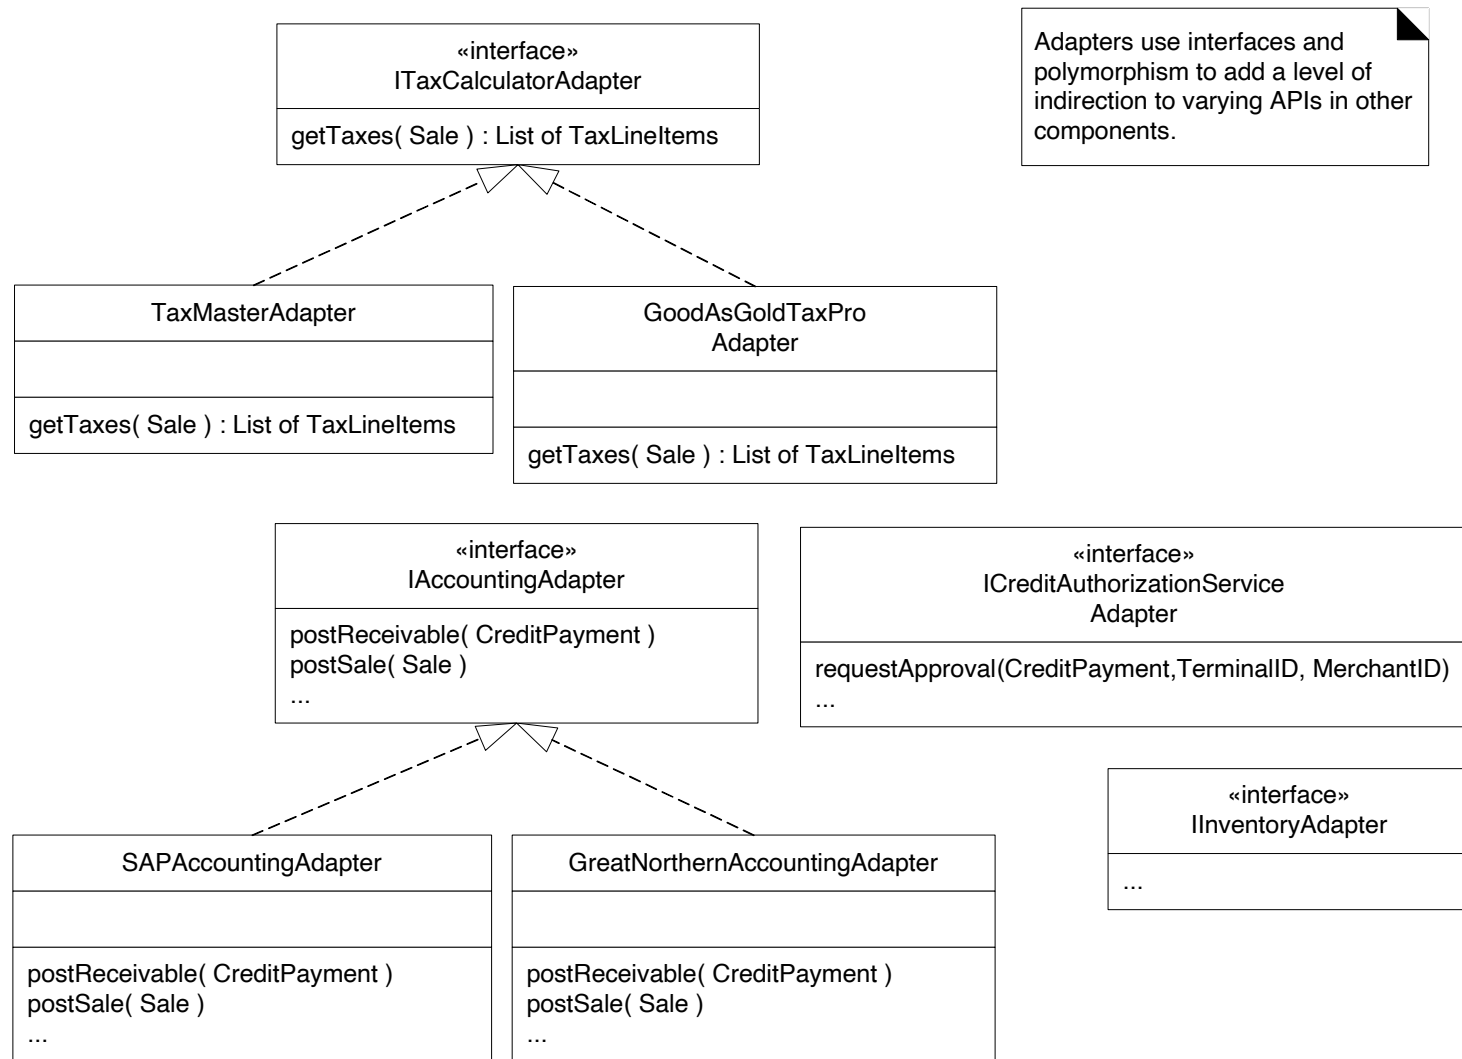 «interface»
ITaxCalculatorAdapter
getTaxes( Sale ) : List of TaxLineItems
Adapters use interfaces and
polymorphism to add a level of
indirection to varying APIs in other
components.
TaxMasterAdapter
getTaxes( Sale ) : List of TaxLineItems
GoodAsGoldTaxPro
Adapter
getTaxes( Sale ) : List of TaxLineItems
«interface»
IAccountingAdapter
postReceivable( CreditPayment )
postSale( Sale )
...
«interface»
ICreditAuthorizationService
Adapter
requestApproval(CreditPayment,TerminalID, MerchantID)
...
«interface»
IInventoryAdapter
...
SAPAccountingAdapter
postReceivable( CreditPayment )
postSale( Sale )
...
GreatNorthernAccountingAdapter
postReceivable( CreditPayment )
postSale( Sale )
...